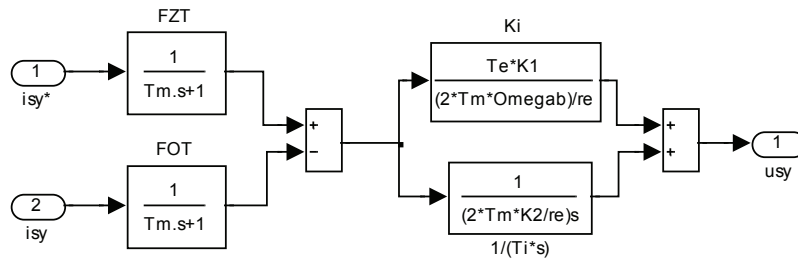 FZT
1
isy*
1
Tm.s+1
+
−
FOT
2
isy
1
Tm.s+1
Ki
Te*K1
(2*Tm*Omegab)/re
1
(2*Tm*K2/re)s
1/(Ti*s)
+
+
1
usy